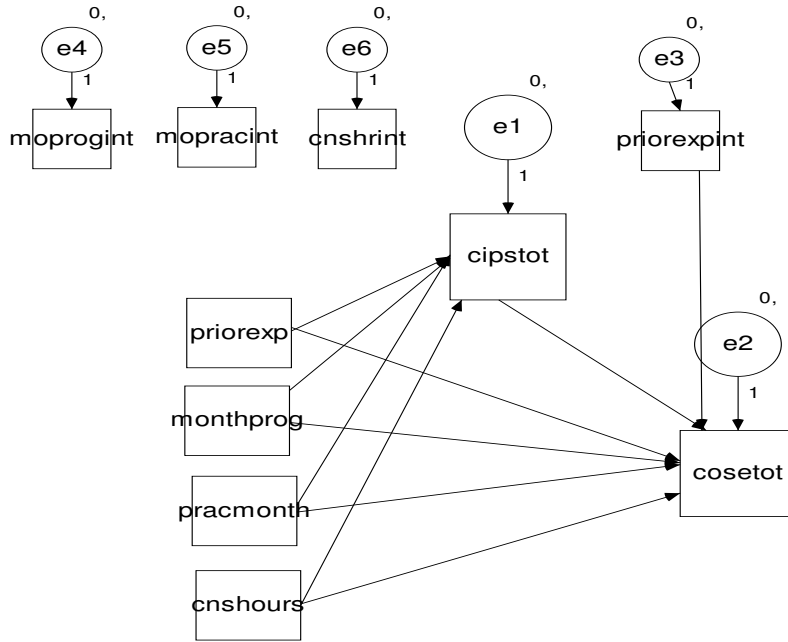 0, 0, 0, 0,
e4 e5 e6 e3
1 1 1 1
0,
moprogint mopracint cnshrint e1 priorexpint
1
cipstot
0,
priorexp e2
1
monthprog
cosetot
pracmonth
cnshours